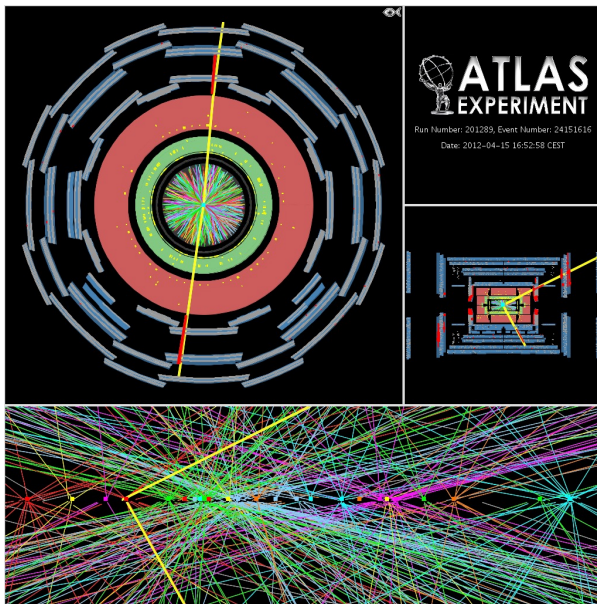 ATLAS
EXPERIMENT
Run Number: 201289, Event Number: 24151616
Date: 2012-04-15 16:52:58 CEST